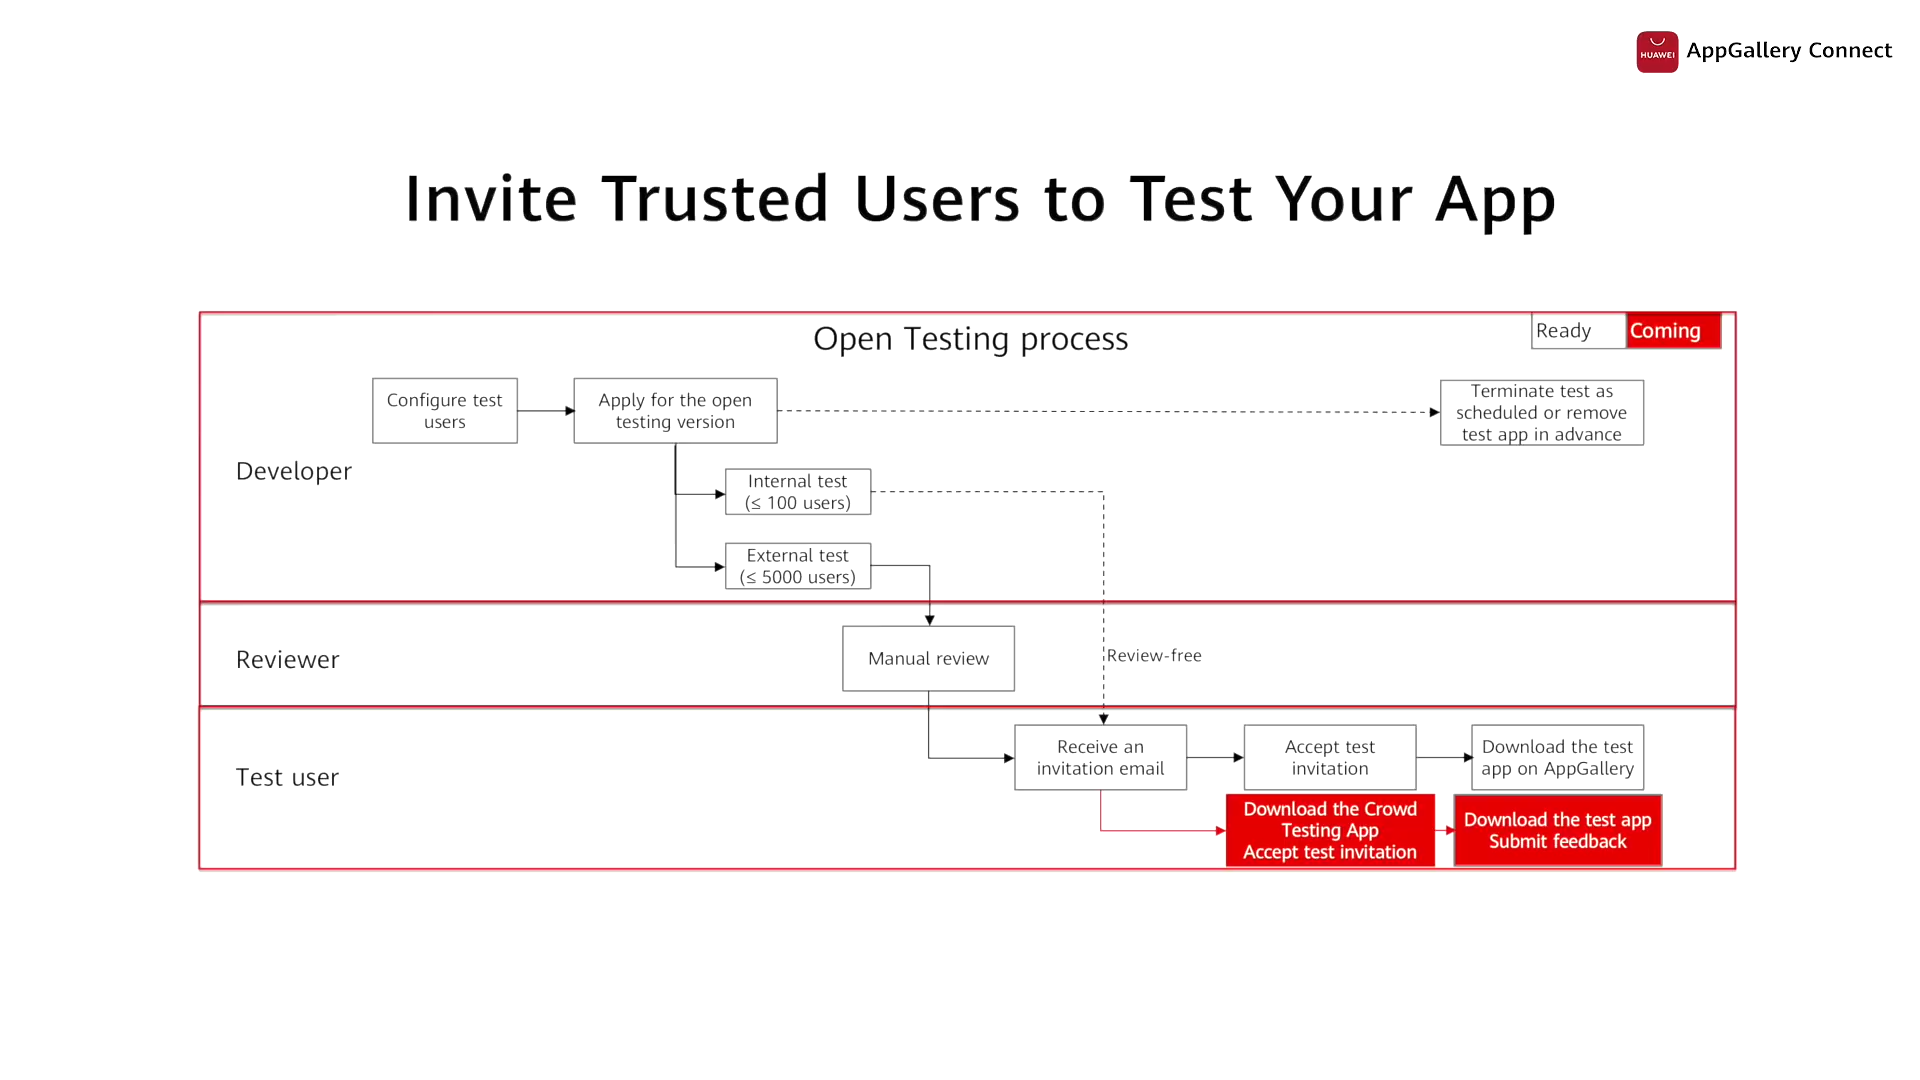 HUAWEI
AppGallery Connect
Invite Trusted Users to Test Your App
Open Testing process
Ready
Coming
Developer
Configure test
users
Apply for the open
testing version
Terminate test as
scheduled or remove
test app in advance
Internal test
(≤ 100 users)
External test
(≤ 5000 users)
Reviewer
Manual review
Review-free
Test user
Receive an
invitation email
Accept test
invitation
Download the test
app on AppGallery
Download the Crowd
Testing App
Accept test invitation
Download the test app
Submit feedback